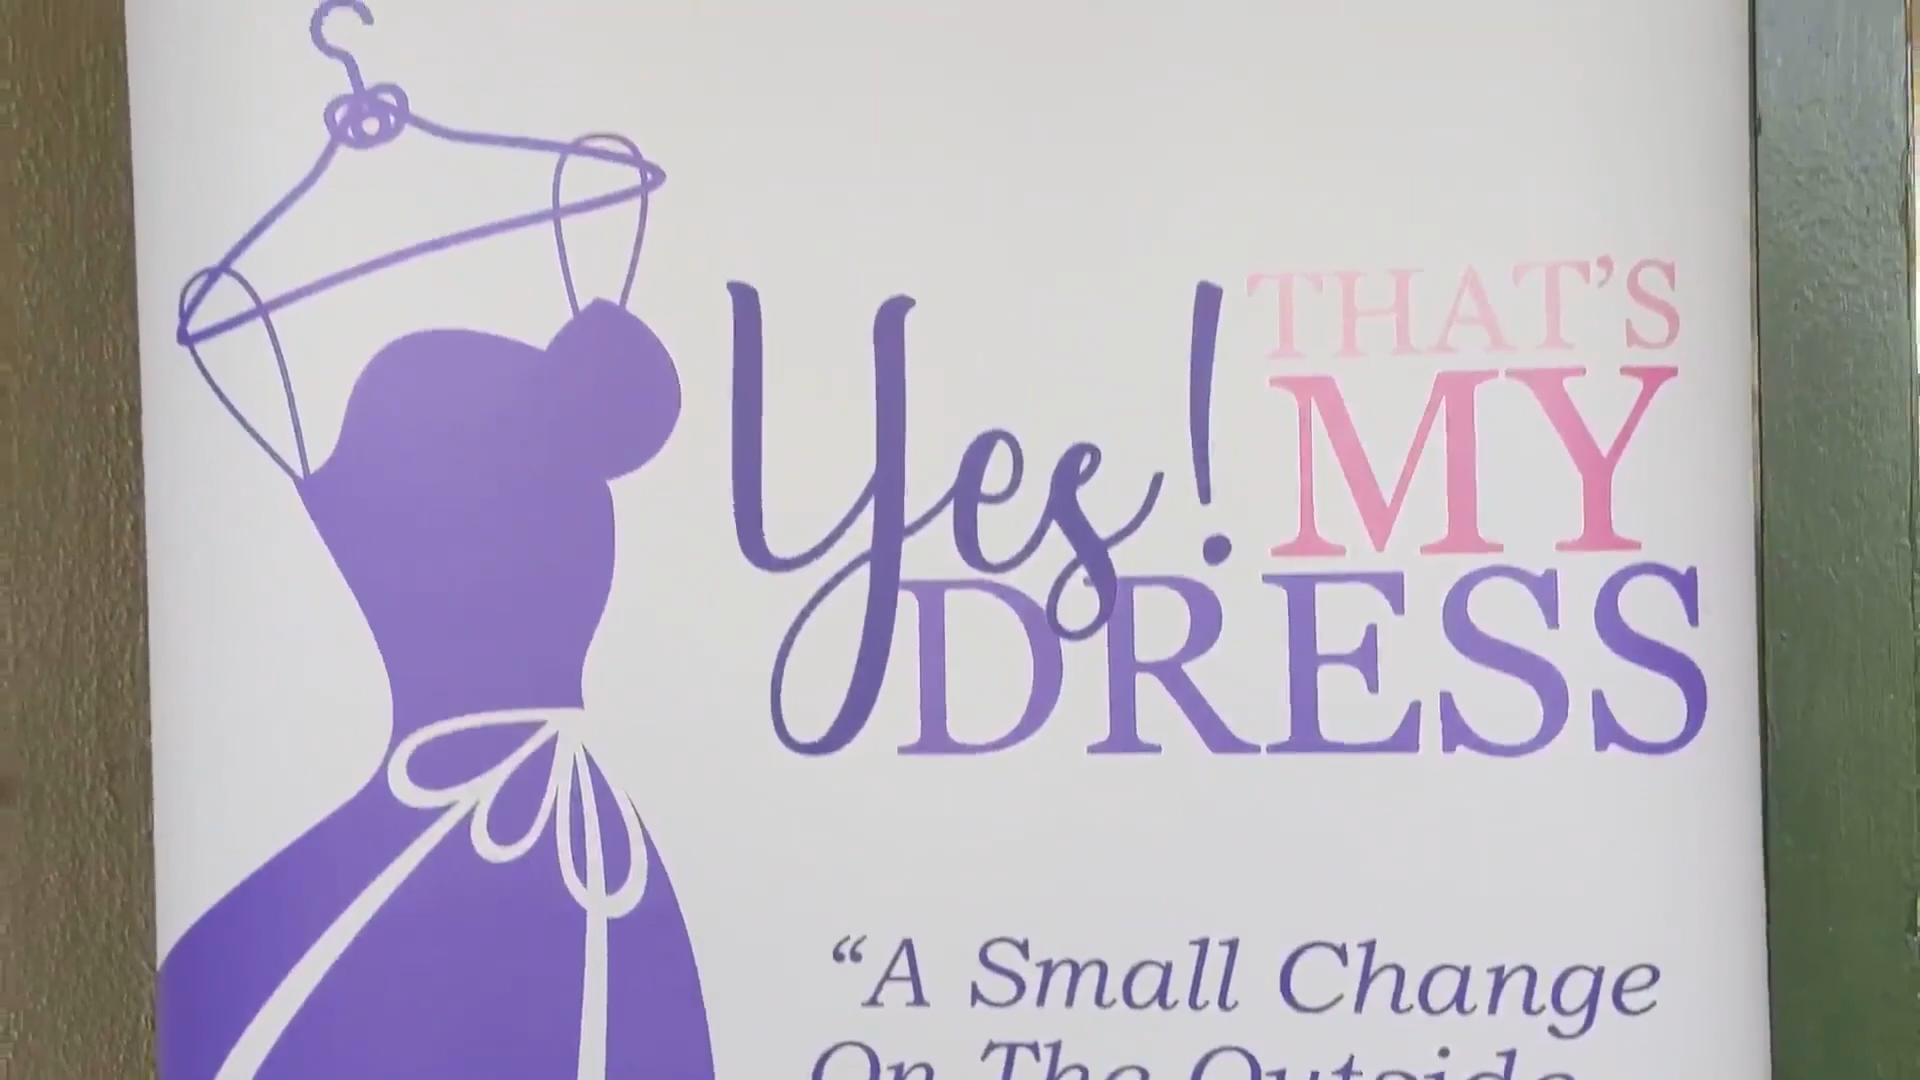 Yes! THAT'S
MY
DRESS
“A Small Change
On The Outside